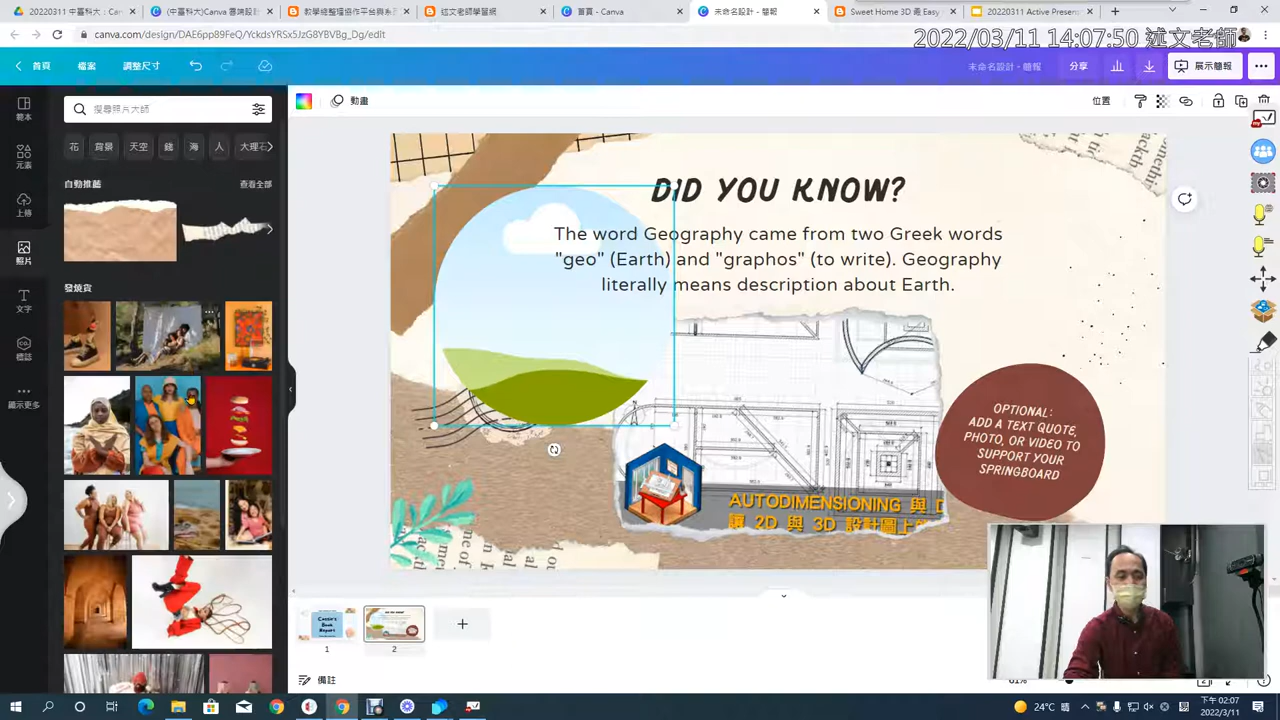 20220311 中臺科大 : Can
(中臺科大)Canva 雲端設計
教學經驗整理協作平台與系
述文老師學習網
首頁 - Canva
未命名設計 - 簡報
Sweet Home 3D 葡 Easy
20220311 Active Presen
canva.com/design/DAE6pp89FeQ/YckdsYRSx5JzG8YBVBg_Dg/edit
2022/03/11 14:07:50 述文老師
首頁
檔案
調整尺寸
未命名設計 - 簡報
分享
展示簡報
範本
元素
上傳
照片
文字
標誌
顯示更多
搜尋照片大師
花
背景
天空
錢
海
人
大理石
自動推薦
查看全部
發燒貨
動畫
位置
DID YOU KNOW?
The word Geography came from two Greek words
"geo" (Earth) and "graphos" (to write). Geography
literally means description about Earth.
OPTIONAL:
ADD A TEXT QUOTE,
PHOTO, OR VIDEO TO
SUPPORT YOUR
SPRINGBOARD
AUTODIMENSIONING 與 D
讓 2D 與 3D 設計圖上
Cassie's
Book
Report
1
2
備註
61%
24°C
下午 02:07
2022/3/11